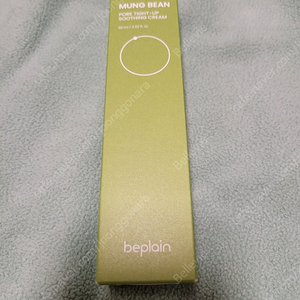 MUNG BEAN
PORE TIGHT-UP
SOOTHING CREAM
beplain